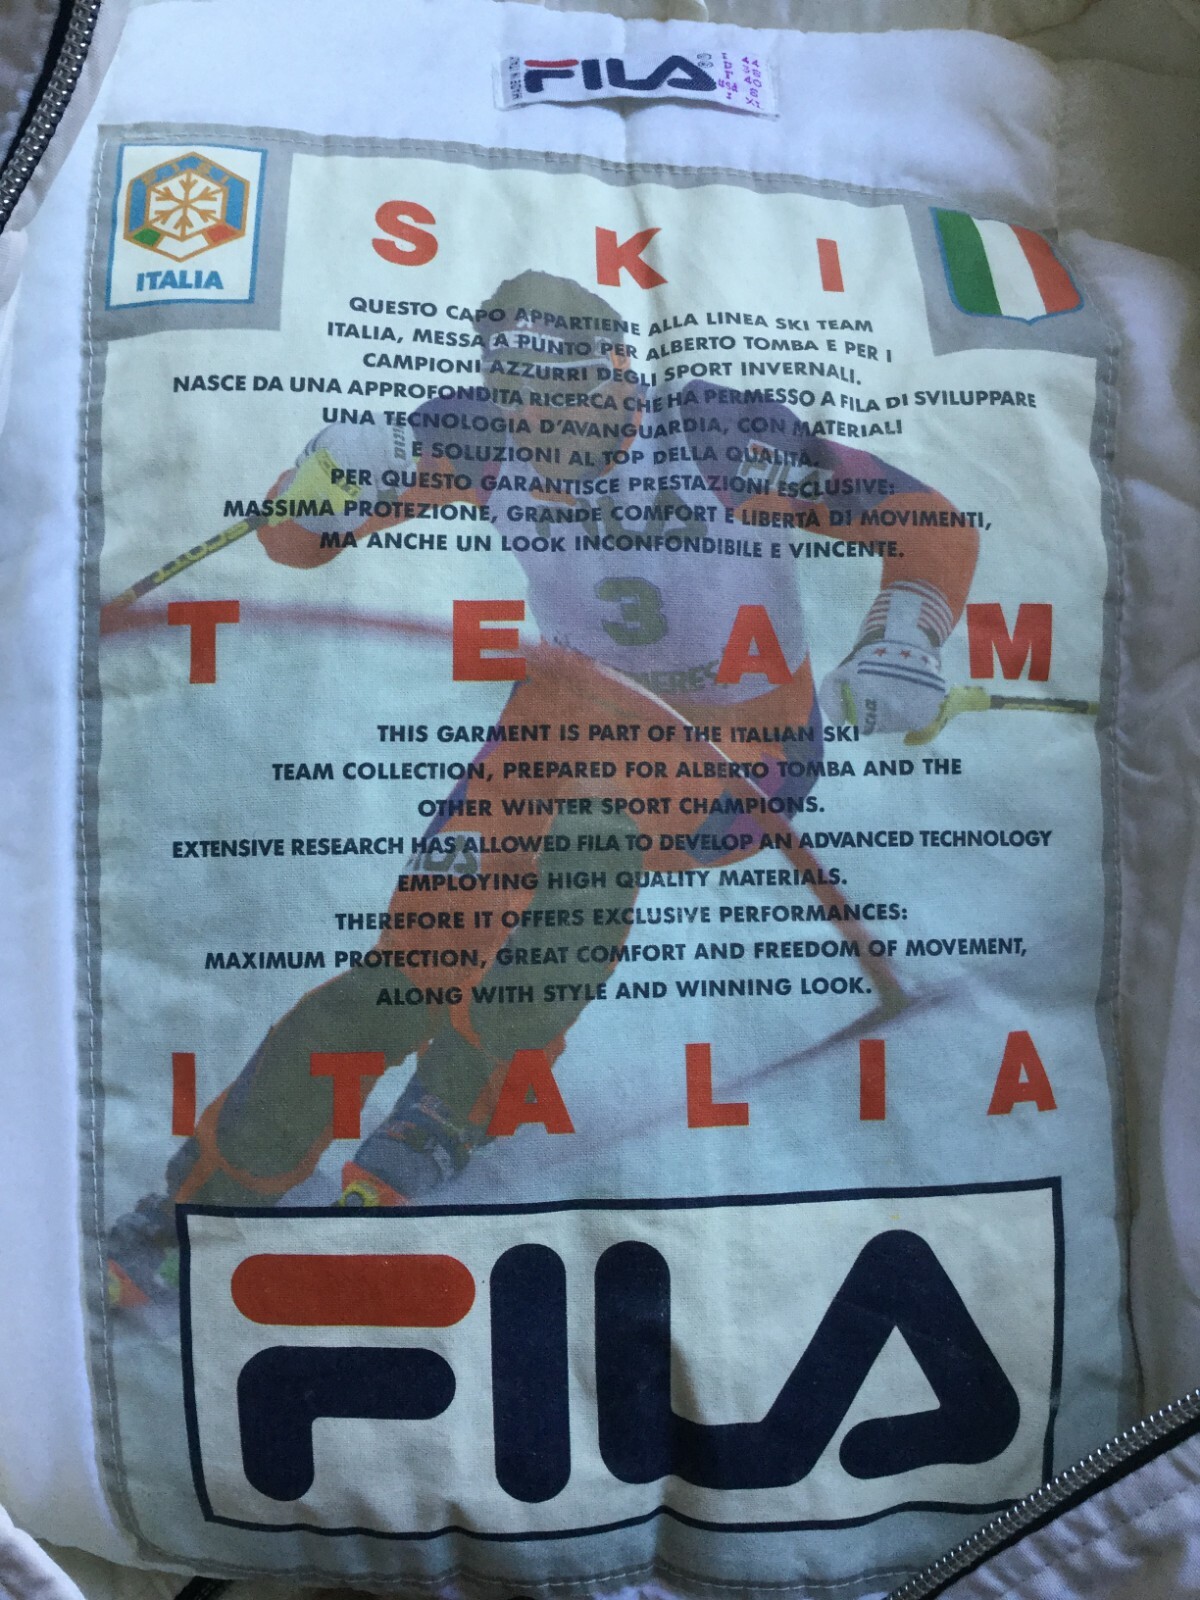 MADE IN ITALY FILA
ITALIA
S K I
QUESTO CAPO APPARTIENE ALLA LINEA SKI TEAM
ITALIA, MESSA A PUNTO PER ALBERTO TOMBA E PER I
CAMPIONI AZZURRI DEGLI SPORT INVERNALI.
NASCE DA UNA APPROFONDITA RICERCA CHE HA PERMESSO A FILA DI SVILUPPARE
UNA TECNOLOGIA D'AVANGUARDIA, CON MATERIALI
E SOLUZIONI AL TOP DELLA QUALITÀ.
PER QUESTO GARANTISCE PRESTAZIONI ESCLUSIVE:
MASSIMA PROTEZIONE, GRANDE COMFORT E LIBERTÀ DI MOVIMENTI,
MA ANCHE UN LOOK INCONFONDIBILE E VINCENTE.
SCOTT
FILA
3
T E A M
THIS GARMENT IS PART OF THE ITALIAN SKI
TEAM COLLECTION, PREPARED FOR ALBERTO TOMBA AND THE
OTHER WINTER SPORT CHAMPIONS.
EXTENSIVE RESEARCH HAS ALLOWED FILA TO DEVELOP AN ADVANCED TECHNOLOGY
EMPLOYING HIGH QUALITY MATERIALS.
THEREFORE IT OFFERS EXCLUSIVE PERFORMANCES:
MAXIMUM PROTECTION, GREAT COMFORT AND FREEDOM OF MOVEMENT,
ALONG WITH STYLE AND WINNING LOOK.
I T A L I A
FILA